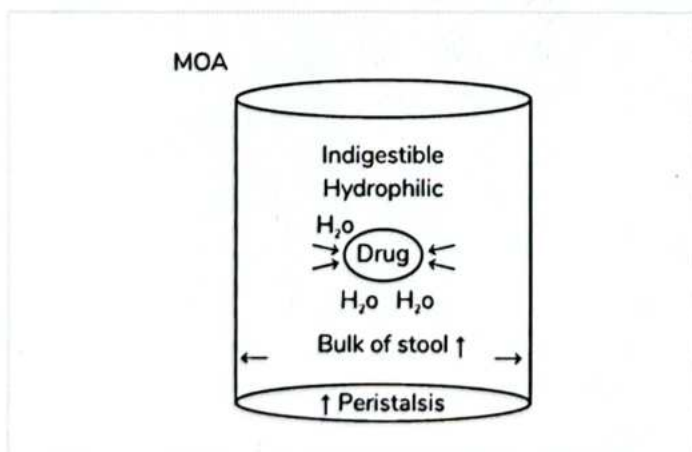 MOA
Indigestible
Hydrophilic
H₂o
Drug
H₂o H₂o
Bulk of stool ↑
↑ Peristalsis